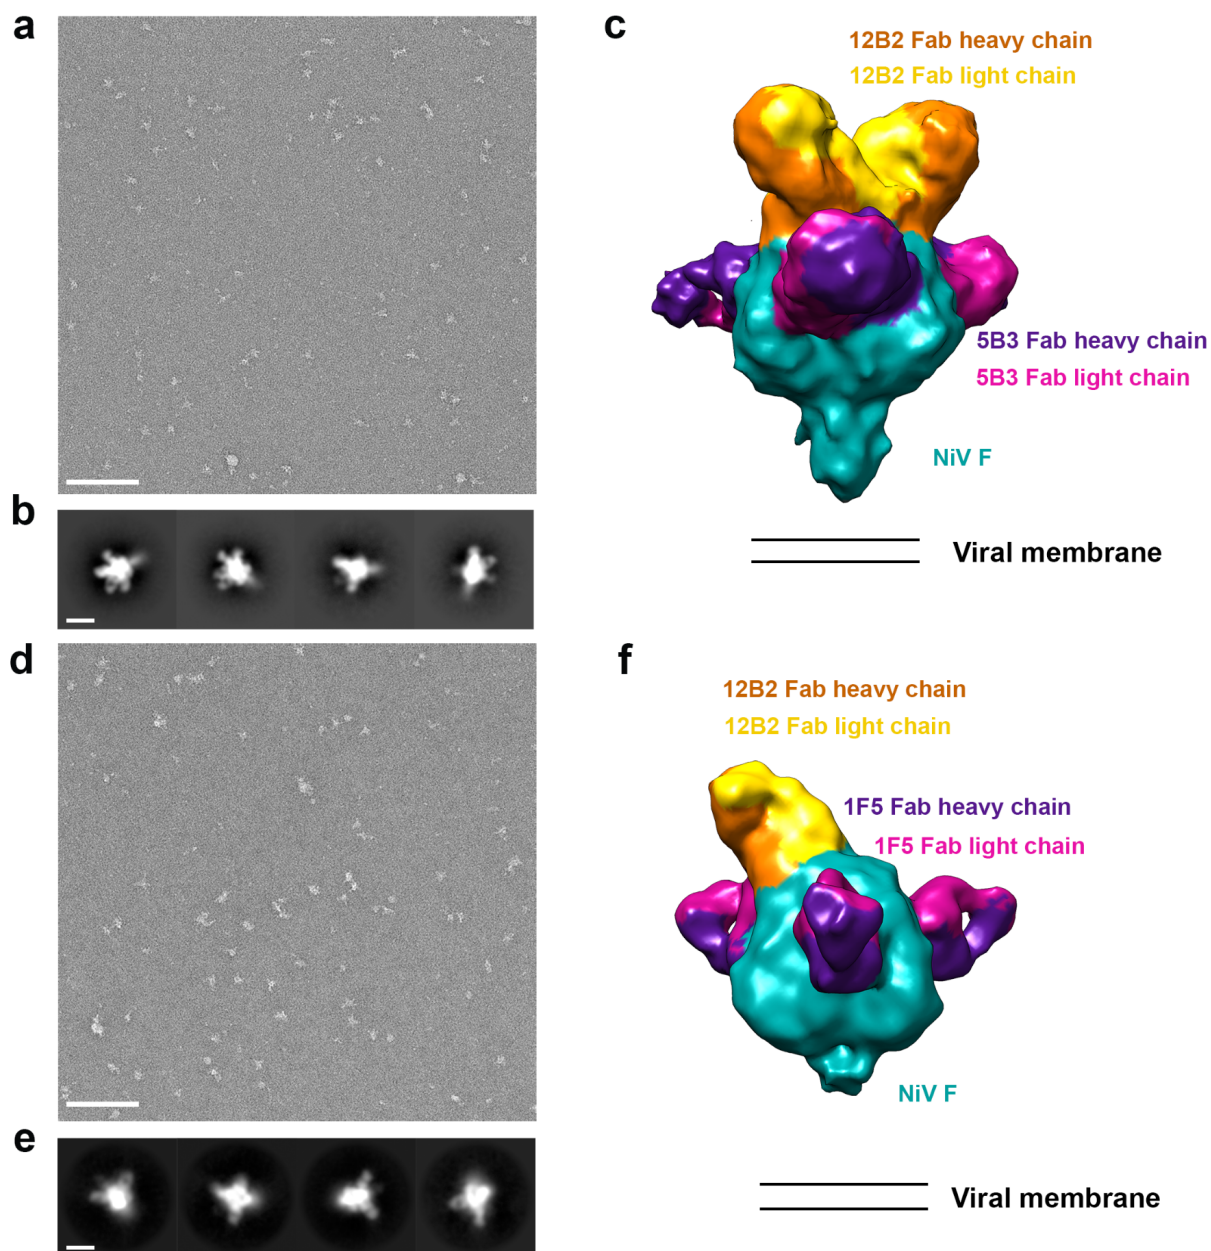 a
c
12B2 Fab heavy chain
12B2 Fab light chain
5B3 Fab heavy chain
5B3 Fab light chain
NiV F
b
Viral membrane
d
f
12B2 Fab heavy chain
12B2 Fab light chain
1F5 Fab heavy chain
1F5 Fab light chain
NiV F
e
Viral membrane